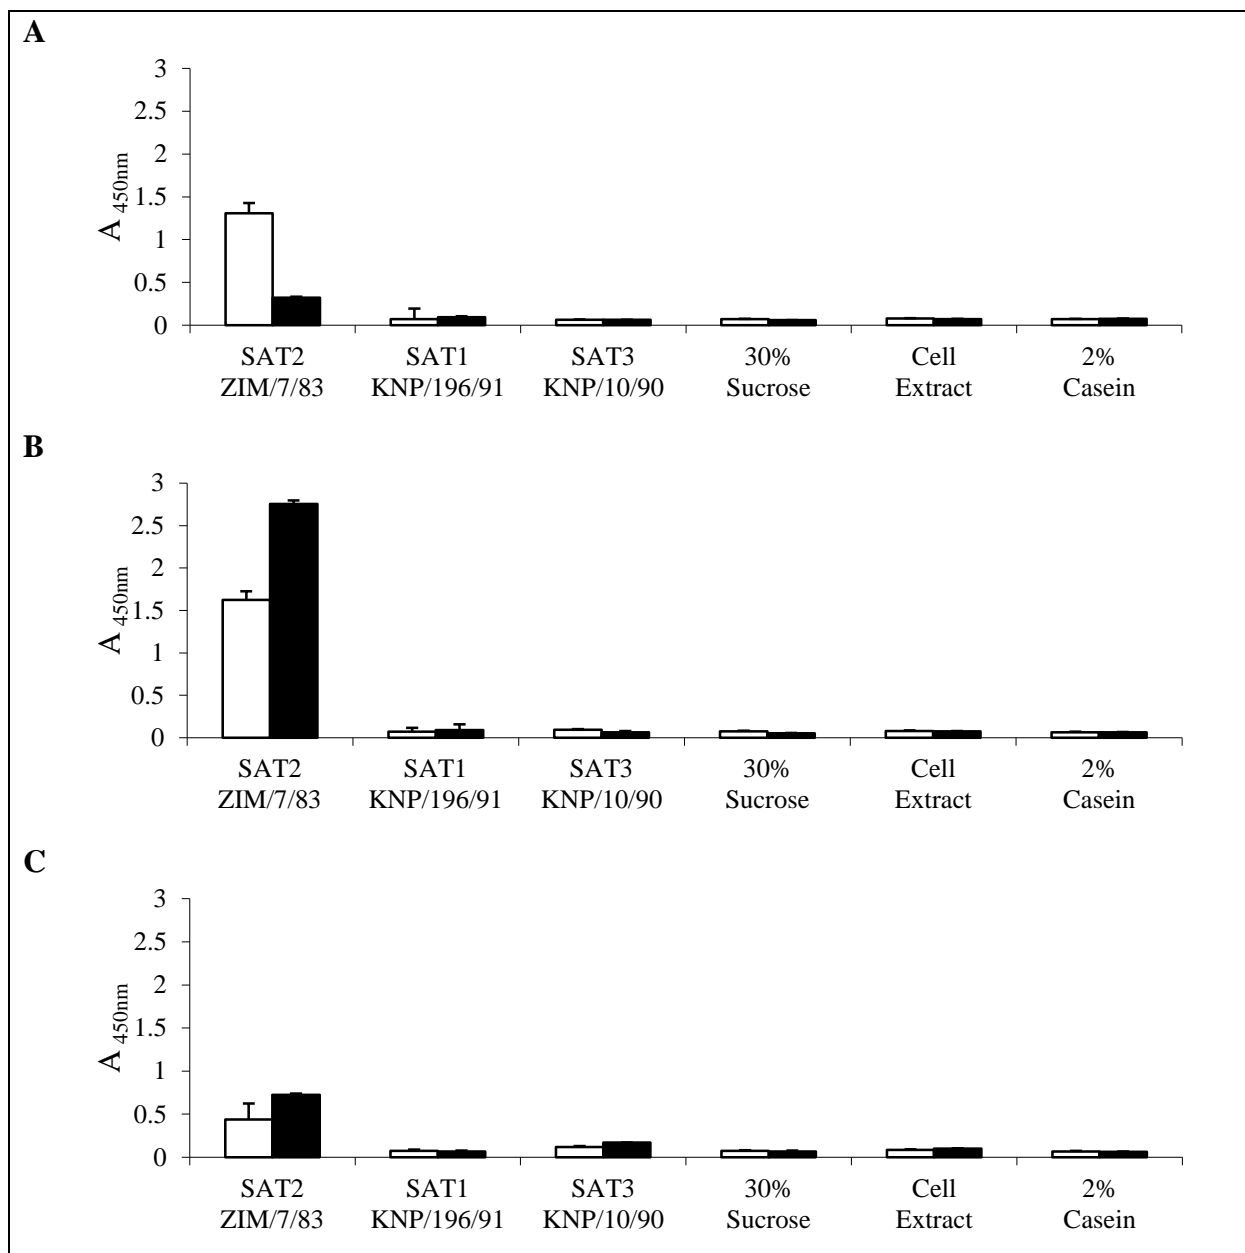 A
3
2.5
2
1.5
1
0.5
0
A 450nm
SAT2 SAT1 SAT3 30% Cell 2%
ZIM/7/83 KNP/196/91 KNP/10/90 Sucrose Extract Casein
B
3
2.5
2
1.5
1
0.5
0
A 450nm
SAT2 SAT1 SAT3 30% Cell 2%
ZIM/7/83 KNP/196/91 KNP/10/90 Sucrose Extract Casein
C
3
2.5
2
1.5
1
0.5
0
A 450nm
SAT2 SAT1 SAT3 30% Cell 2%
ZIM/7/83 KNP/196/91 KNP/10/90 Sucrose Extract Casein